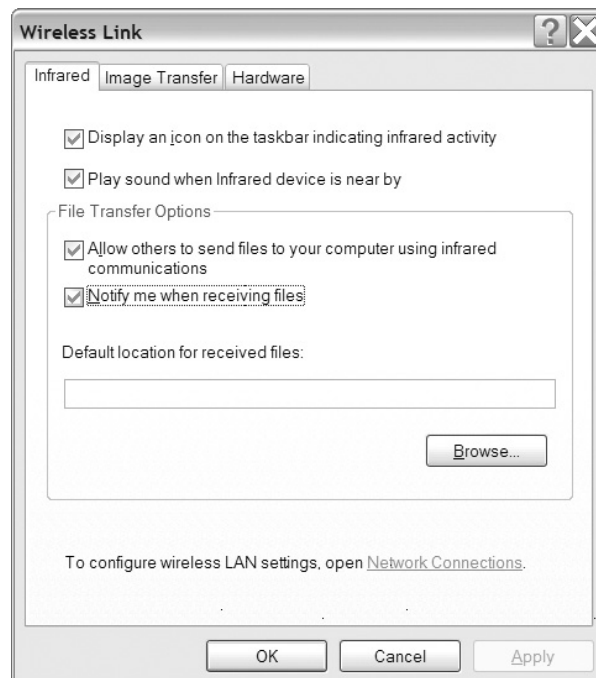 Wireless Link
Infrared Image Transfer Hardware
Display an icon on the taskbar indicating infrared activity
Play sound when Infrared device is near by
File Transfer Options
Allow others to send files to your computer using infrared
communications
Notify me when receiving files
Default location for received files:
Browse...
To configure wireless LAN settings, open Network Connections.
OK Cancel Apply